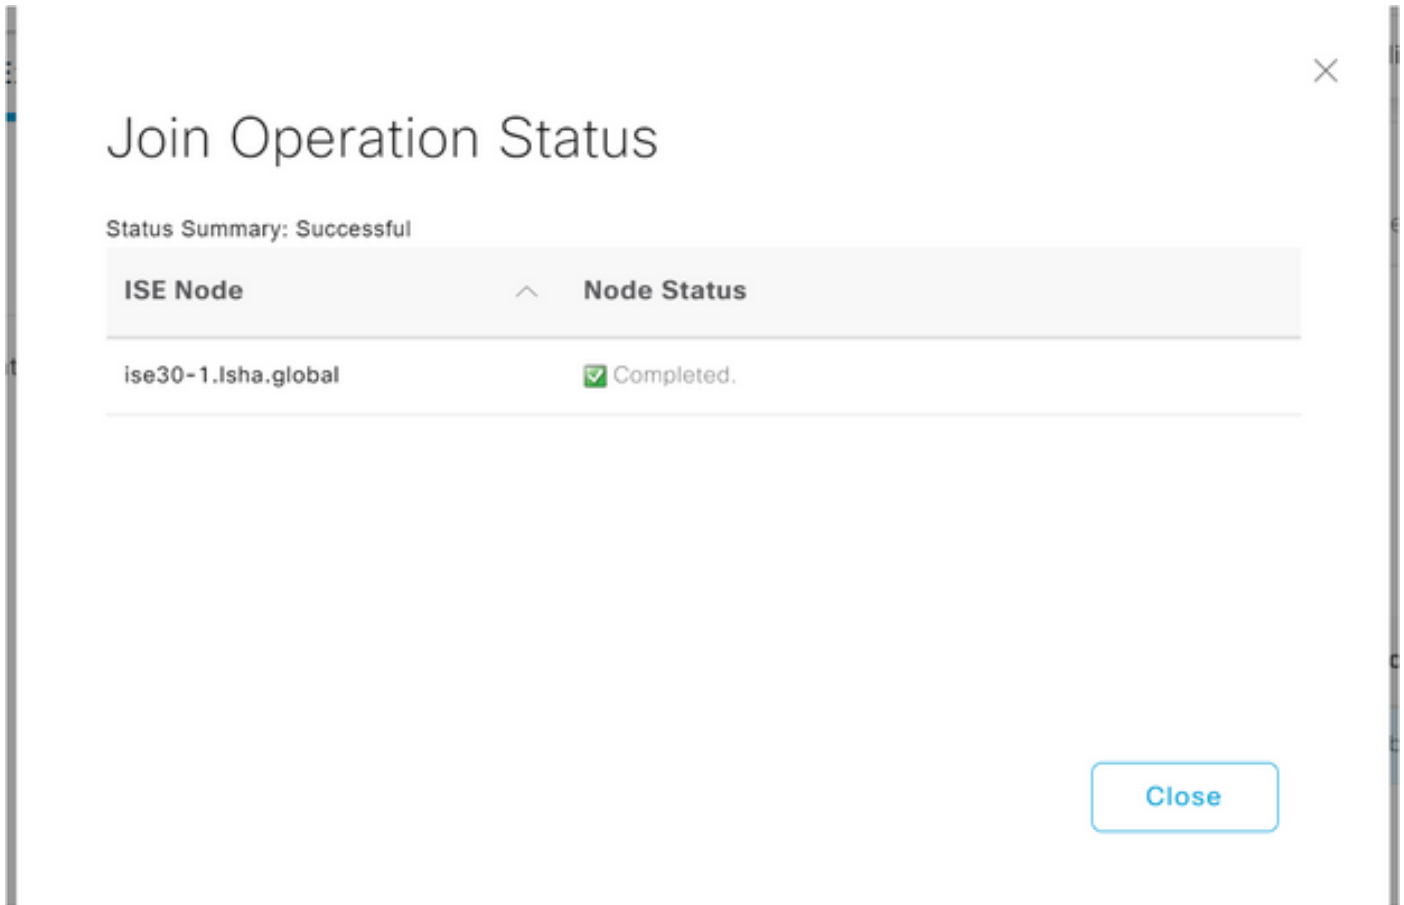 Join Operation Status
Status Summary: Successful
ISE Node Node Status
ise30-1.lsha.global Completed.
Close